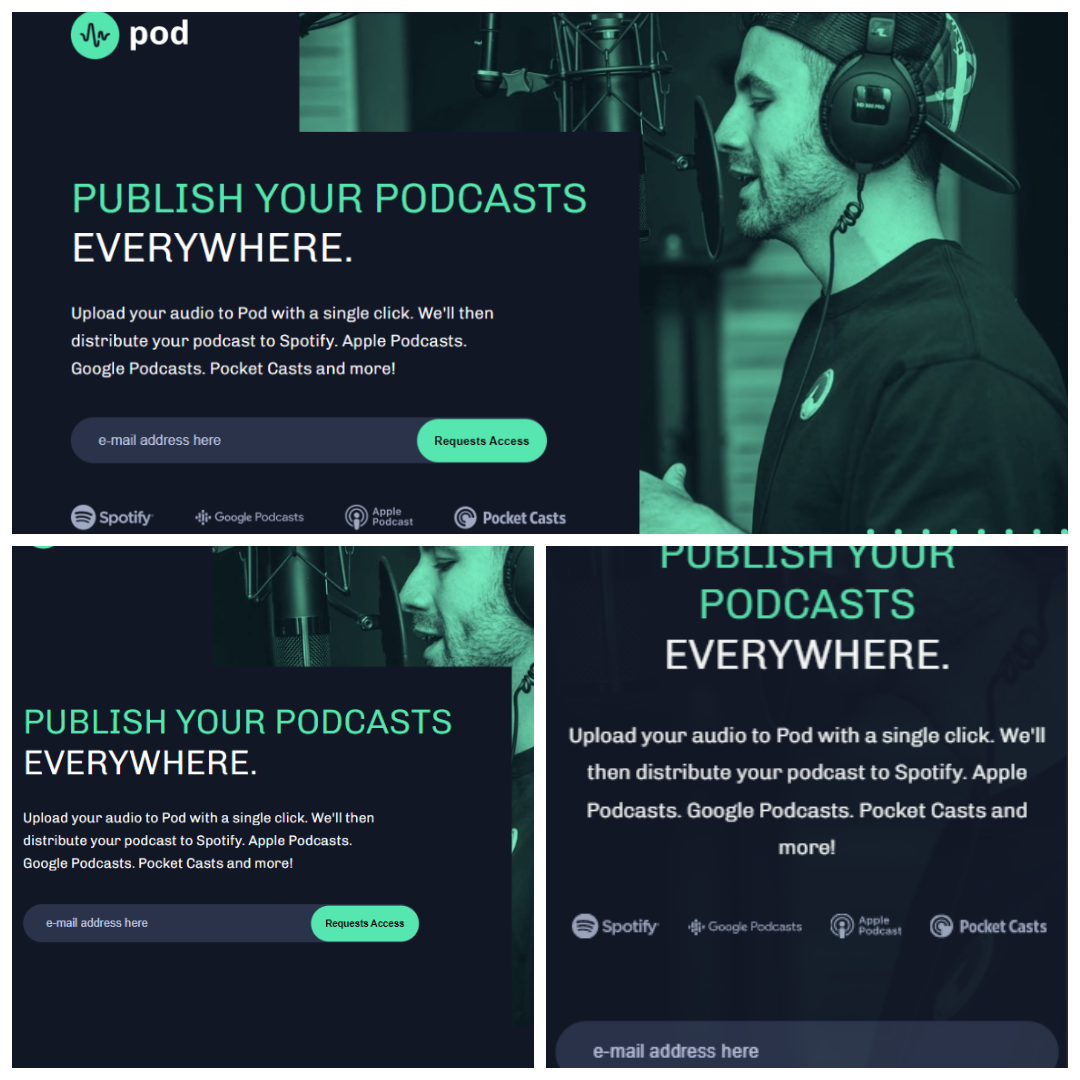 pod
PUBLISH YOUR PODCASTS
EVERYWHERE.
Upload your audio to Pod with a single click. We'll then
distribute your podcast to Spotify. Apple Podcasts.
Google Podcasts. Pocket Casts and more!
e-mail address here
Requests Access
Spotify
Google Podcasts
Apple
Podcast
Pocket Casts
PUBLISH YOUR PODCASTS
EVERYWHERE.
Upload your audio to Pod with a single click. We'll then
distribute your podcast to Spotify. Apple Podcasts.
Google Podcasts. Pocket Casts and more!
e-mail address here
Requests Access
PUBLISH YOUR
PODCASTS
EVERYWHERE.
Upload your audio to Pod with a single click. We'll
then distribute your podcast to Spotify. Apple
Podcasts. Google Podcasts. Pocket Casts and
more!
Spotify
Google Podcasts
Apple
Podcast
Pocket Casts
e-mail address here